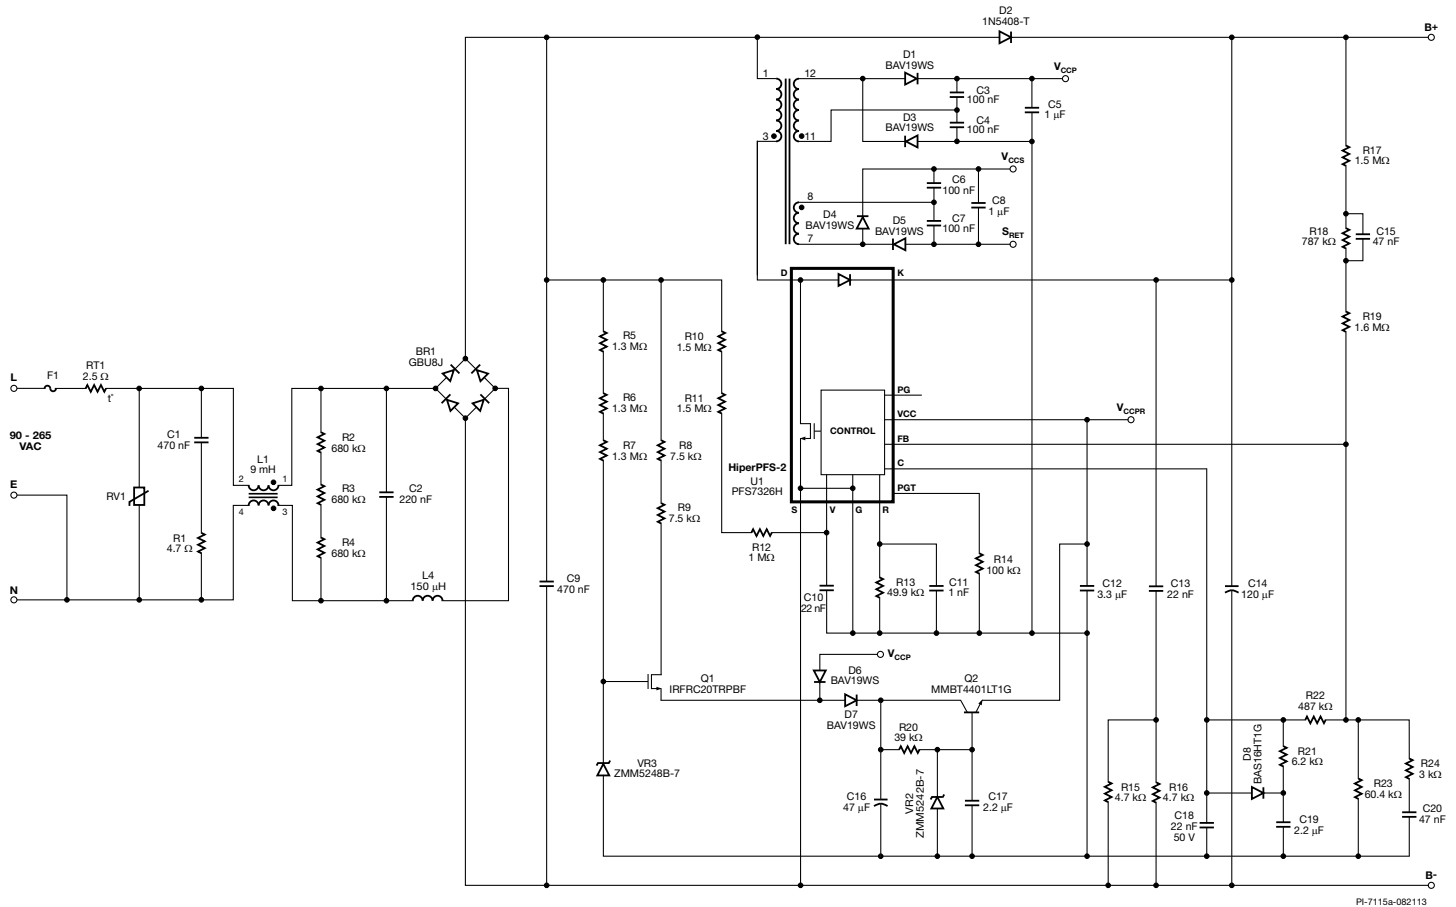 D2
1N5408-T
B+
D1
BAV19WS
V_CCP
1
12
C3
100 nF
C5
1 μF
C4
100 nF
3
11
D3
BAV19WS
R17
1.5 MΩ
V_CCS
C6
100 nF
8
C8
1 μF
D4
BAV19WS
C7
100 nF
D5
BAV19WS
7
S_RET
R18
787 kΩ
C15
47 nF
D
K
R5
1.3 MΩ
R10
1.5 MΩ
R19
1.6 MΩ
BR1
GBU8J
L
F1
RT1
2.5 Ω
t°
R6
1.3 MΩ
R11
1.5 MΩ
PG
VCC
V_CCPR
CONTROL
FB
90 - 265
VAC
C1
470 nF
R2
680 kΩ
R7
1.3 MΩ
R8
7.5 kΩ
HiperPFS-2
U1
PFS7326H
C
L1
9 mH
2
1
4
3
E
RV1
R3
680 kΩ
C2
220 nF
PGT
S
V
G
R
R9
7.5 kΩ
R1
4.7 Ω
R4
680 kΩ
R12
1 MΩ
R14
100 kΩ
L4
150 μH
N
C9
470 nF
C10
22 nF
R13
49.9 kΩ
C11
1 nF
C12
3.3 μF
C13
22 nF
C14
120 μF
V_CCP
D6
BAV19WS
Q1
IRFRC20TRPBF
Q2
MMBT4401LT1G
D7
BAV19WS
R20
39 kΩ
R22
487 kΩ
VR3
ZMM5248B-7
D8
BAS16HT1G
R21
6.2 kΩ
R24
3 kΩ
VR2
ZMM5242B-7
C16
47 μF
C17
2.2 μF
R15
4.7 kΩ
R16
4.7 kΩ
R23
60.4 kΩ
C18
22 nF
50 V
C19
2.2 μF
C20
47 nF
B-
PI-7115a-082113